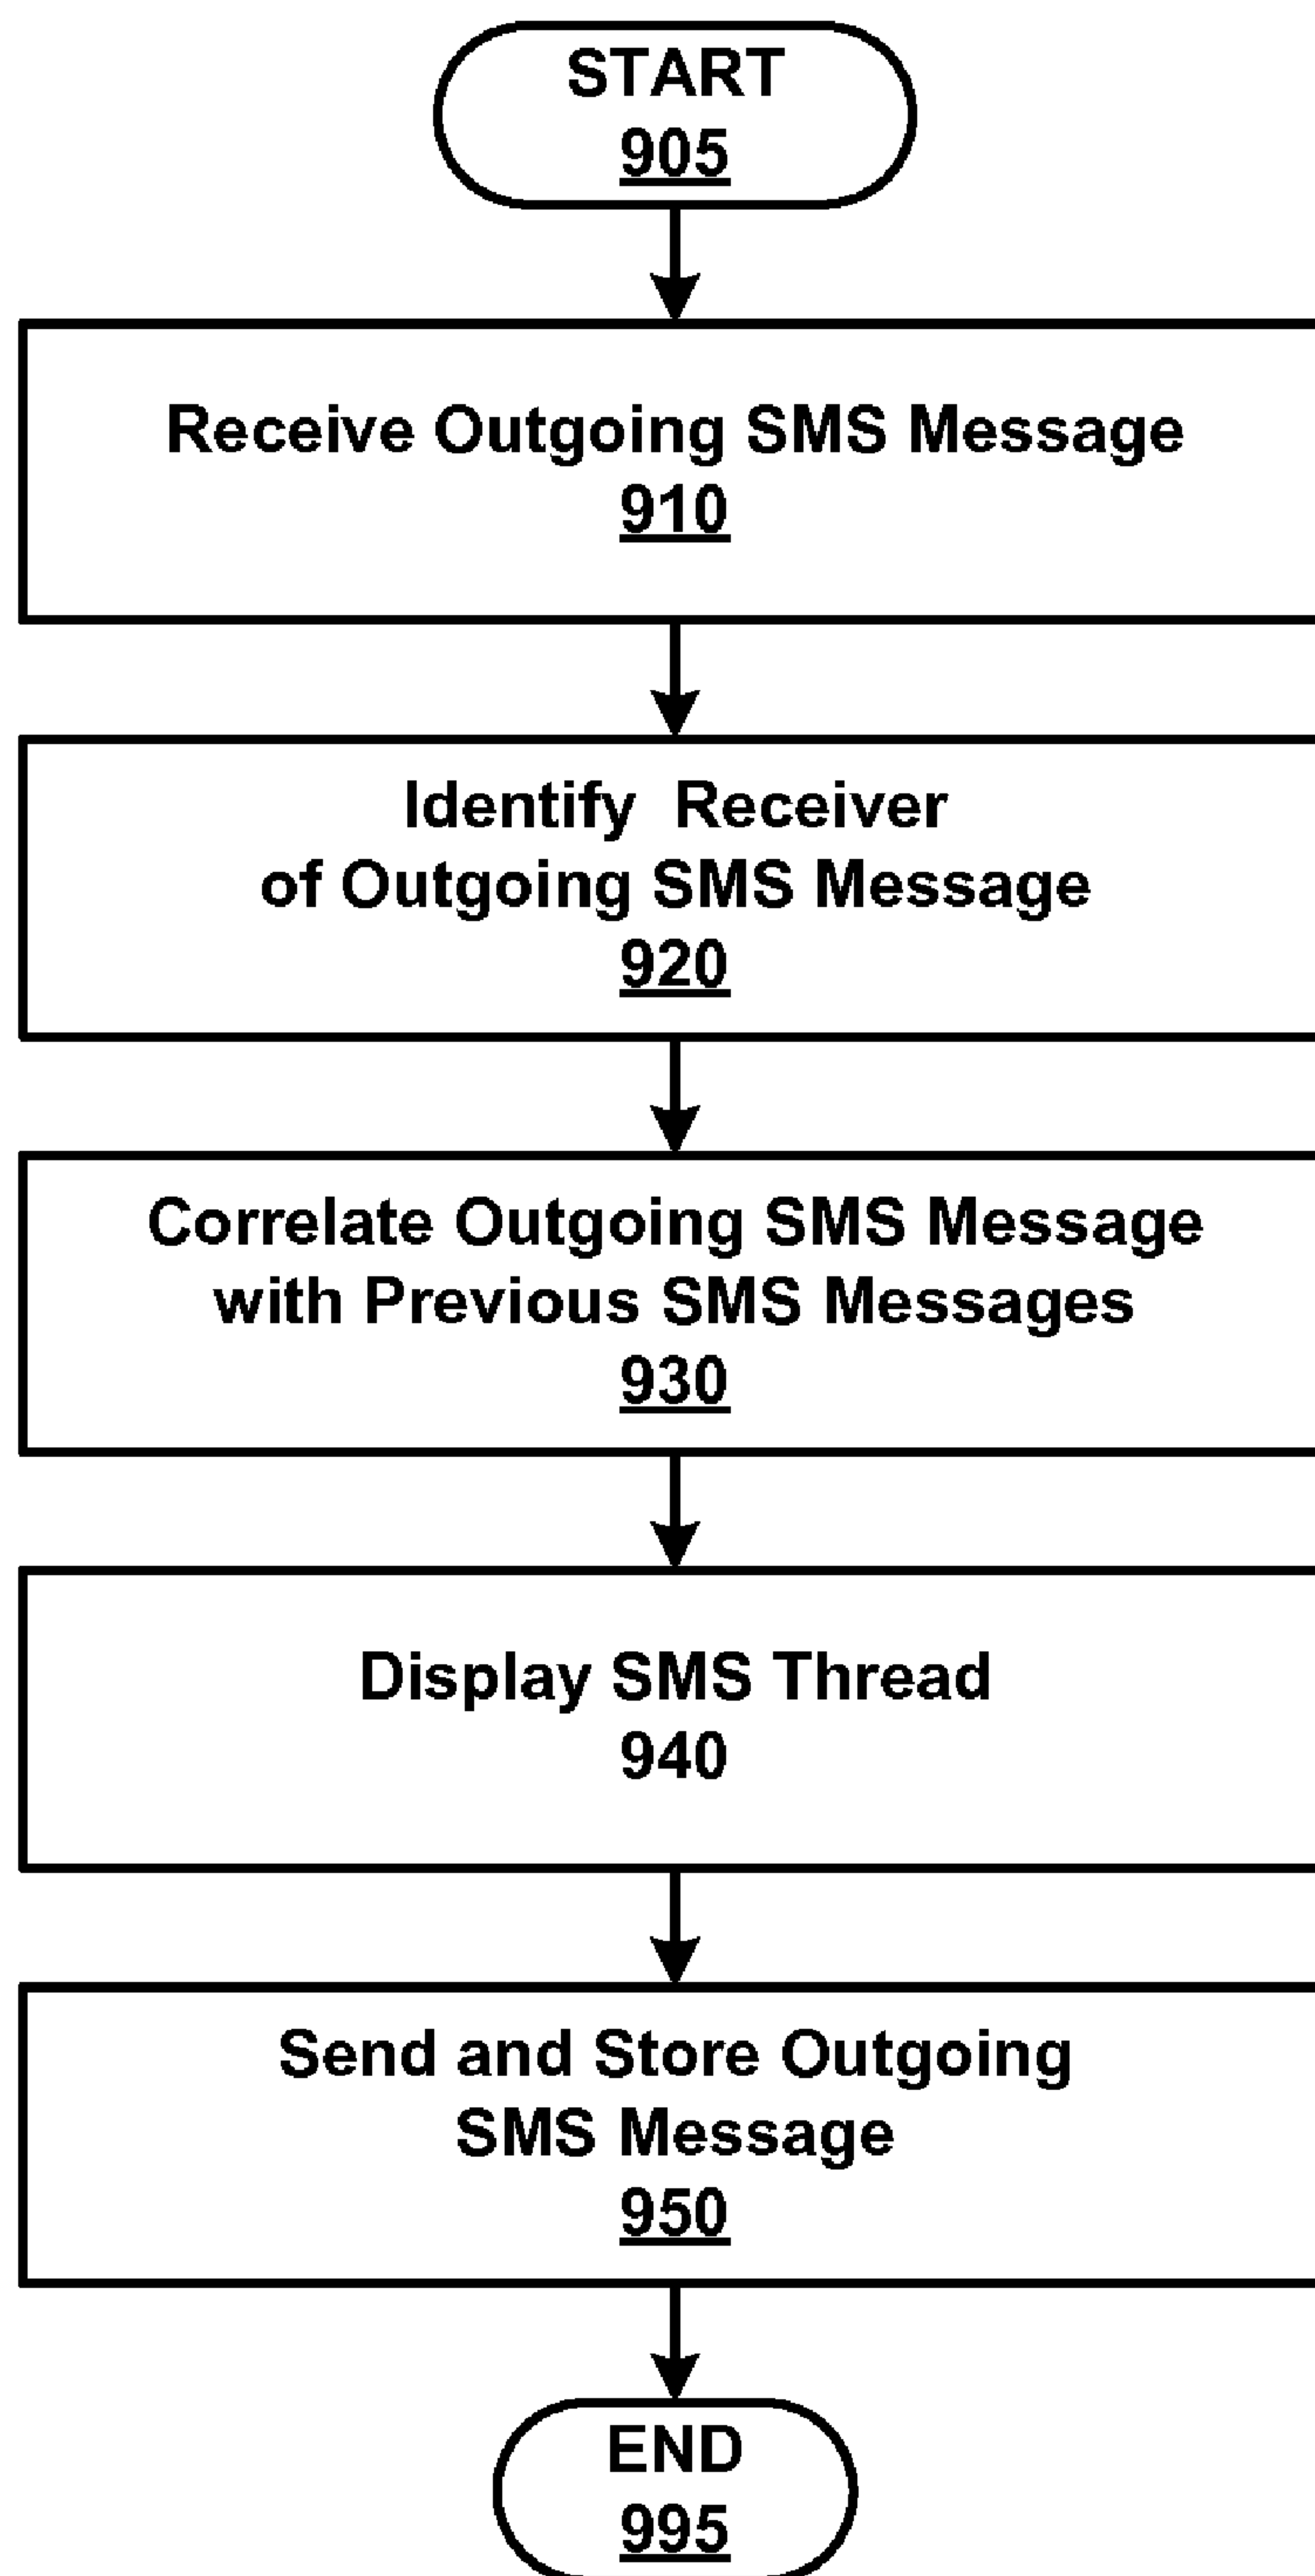 START
905
Receive Outgoing SMS Message
910
Identify Receiver
of Outgoing SMS Message
920
Correlate Outgoing SMS Message
with Previous SMS Messages
930
Display SMS Thread
940
Send and Store Outgoing
SMS Message
950
END
995